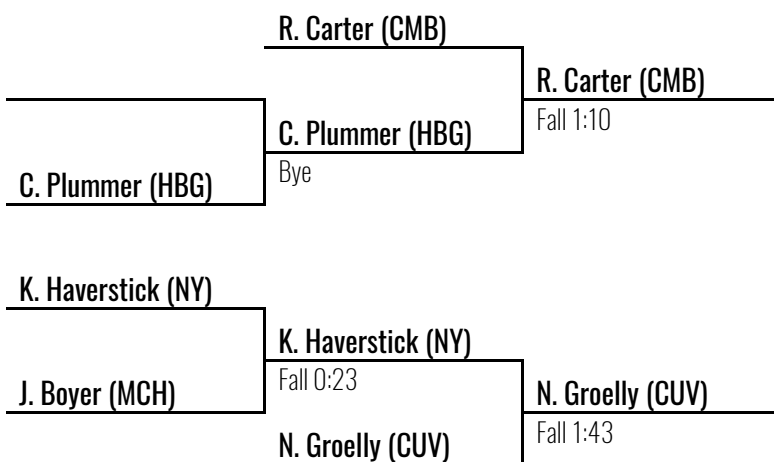 R. Carter (CMB)
R. Carter (CMB)
Fall 1:10
C. Plummer (HBG)
Bye
C. Plummer (HBG)
K. Haverstick (NY)
K. Haverstick (NY)
Fall 0:23
J. Boyer (MCH)
N. Groelly (CUV)
Fall 1:43
N. Groelly (CUV)